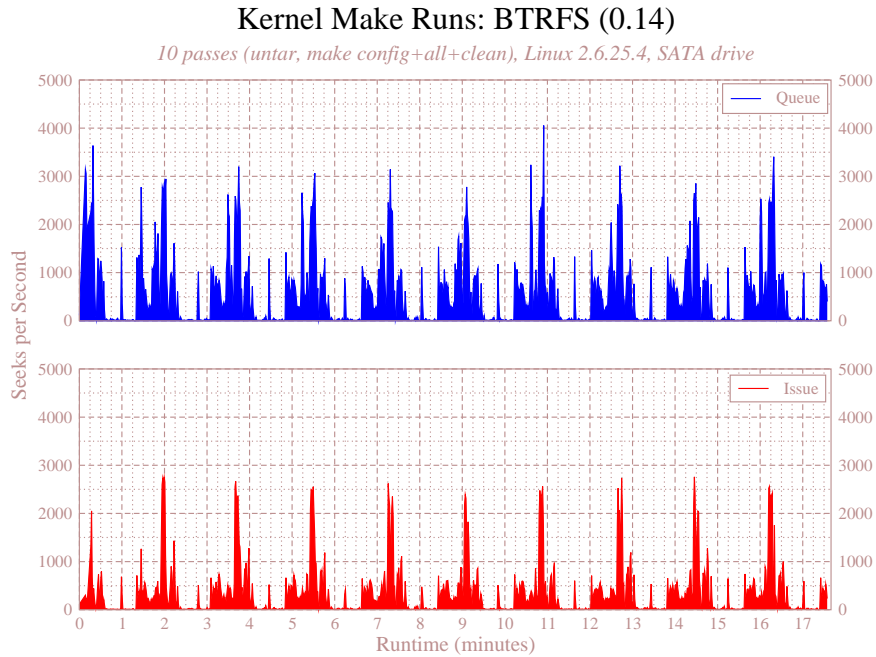 Kernel Make Runs: BTRFS (0.14)
10 passes (untar, make config+all+clean), Linux 2.6.25.4, SATA drive
5000 5000
Queue
4000 4000
3000 3000
2000 2000
1000 1000
0 0
Seeks per Second
5000 5000
Issue
4000 4000
3000 3000
2000 2000
1000 1000
0 0
0 1 2 3 4 5 6 7 8 9 10 11 12 13 14 15 16 17
Runtime (minutes)